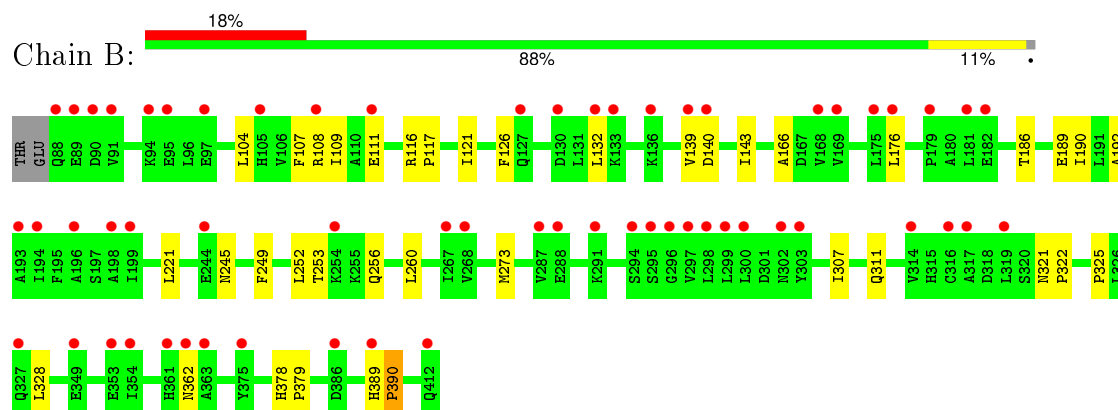 18%
Chain B:
88%
11%
•
THR GLU Q88 E89 D90 V91 K94 E95 L96 E97 L104 H105 V106 F107 R108 I109 A110 E111 R116 P117 I121 F126 Q127 D130 L131 L132 K133 K136 V139 D140 I143 A166 D167 V168 V169 L175 L176 P179 A180 L181 E182 T186 E189 I190 L191 A192
A193 I194 F195 A196 S197 A198 I199 L221 E244 N245 F249 L252 T253 K254 K255 Q256 L260 I267 V268 M273 V287 E288 K291 S294 S295 G296 V297 L298 L299 L300 D301 N302 Y303 I307 Q311 V314 H315 C316 A317 D318 L319 S320 N321 P322 P325 L326
Q327 L328 E349 E353 I354 H361 N362 A363 Y375 H378 P379 D386 H389 P390 Q412